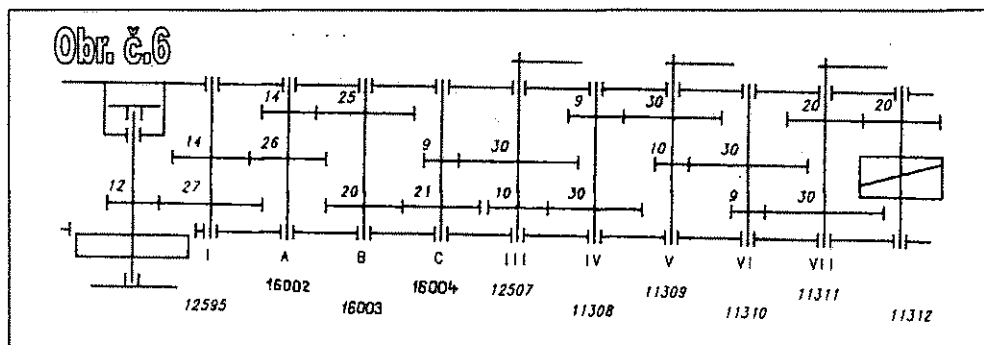 Obr. č.6
14 25 9 30 20 20
14 26 9 30 10 30
12 27 20 21 10 30 9 30
I A B C III IV V VI VII
12595 16002 16003 16004 12507 11308 11309 11310 11311 11312